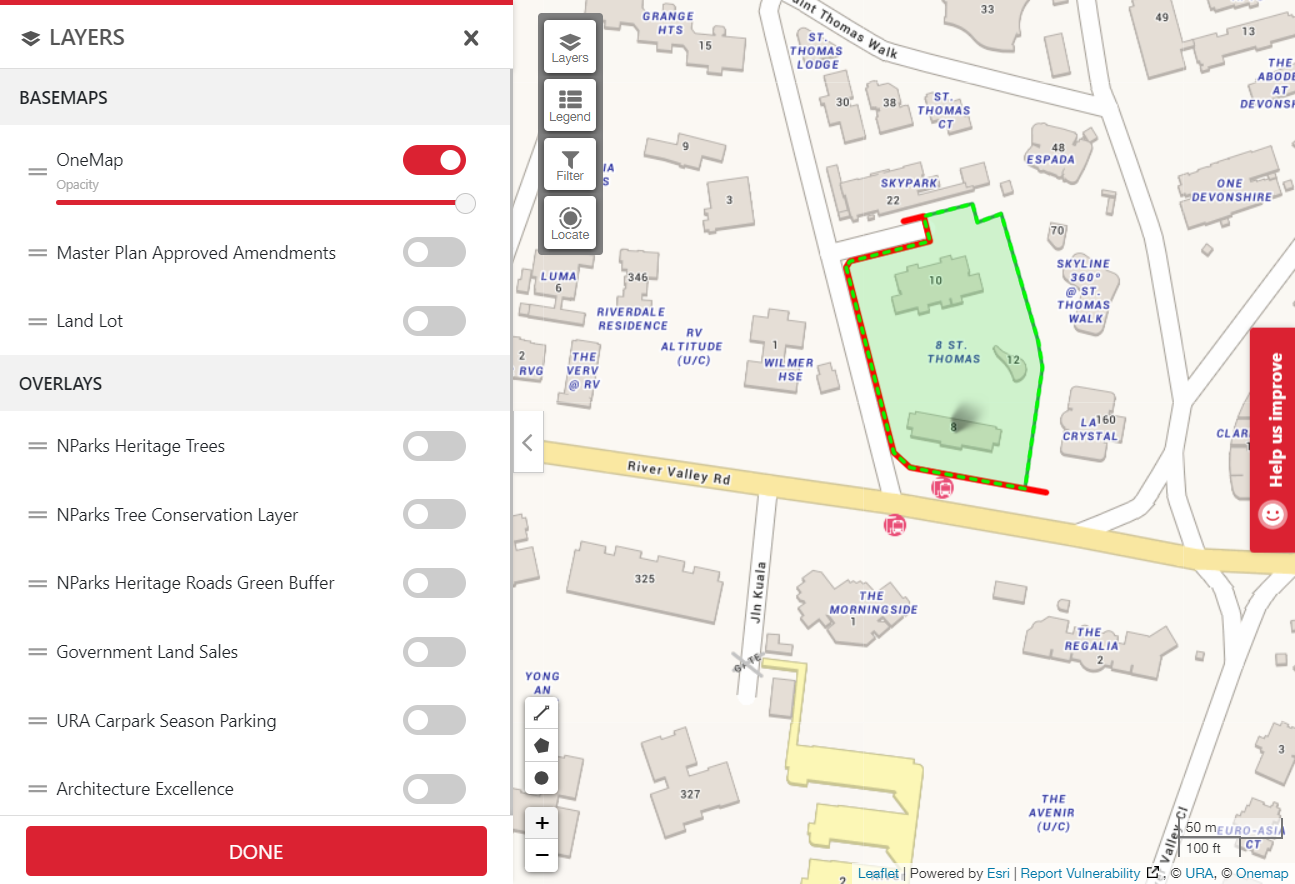 LAYERS
BASEMAPS
OneMap
Opacity
Master Plan Approved Amendments
Land Lot
OVERLAYS
NParks Heritage Trees
NParks Tree Conservation Layer
NParks Heritage Roads Green Buffer
Government Land Sales
URA Carpark Season Parking
Architecture Excellence
DONE
Layers
Legend
Filter
Locate
GRANGE
HTS
15
ST.
THOMAS
LODGE
int Thomas Walk
33
49
13
THE
ABODE
AT
DEVONSHI
30
38
ST.
THOMAS
CT
9
IA
S
3
48
ESPADA
SKYPARK
22
ONE
DEVONSHIRE
70
SKYLINE
360°
@ ST.
THOMAS
WALK
10
8 ST.
THOMAS
12
8
LUMA
6
346
RIVERDALE
RESIDENCE
RV
ALTITUDE
(U/C)
2
RVG
THE
VERV
@ RV
1
WILMER
HSE
LA
160
CRYSTAL
CLAR
Help us improve
River Valley Rd
325
Jln Kuala
GATE
THE
MORNINGSIDE
1
THE
REGALIA
2
YONG
AN
327
2
3
THE
AVENIR
(U/C)
Valley Cl
EURO-ASIA
CT
+
−
50 m
100 ft
Leaflet | Powered by Esri | Report Vulnerability , © URA, © Onemap